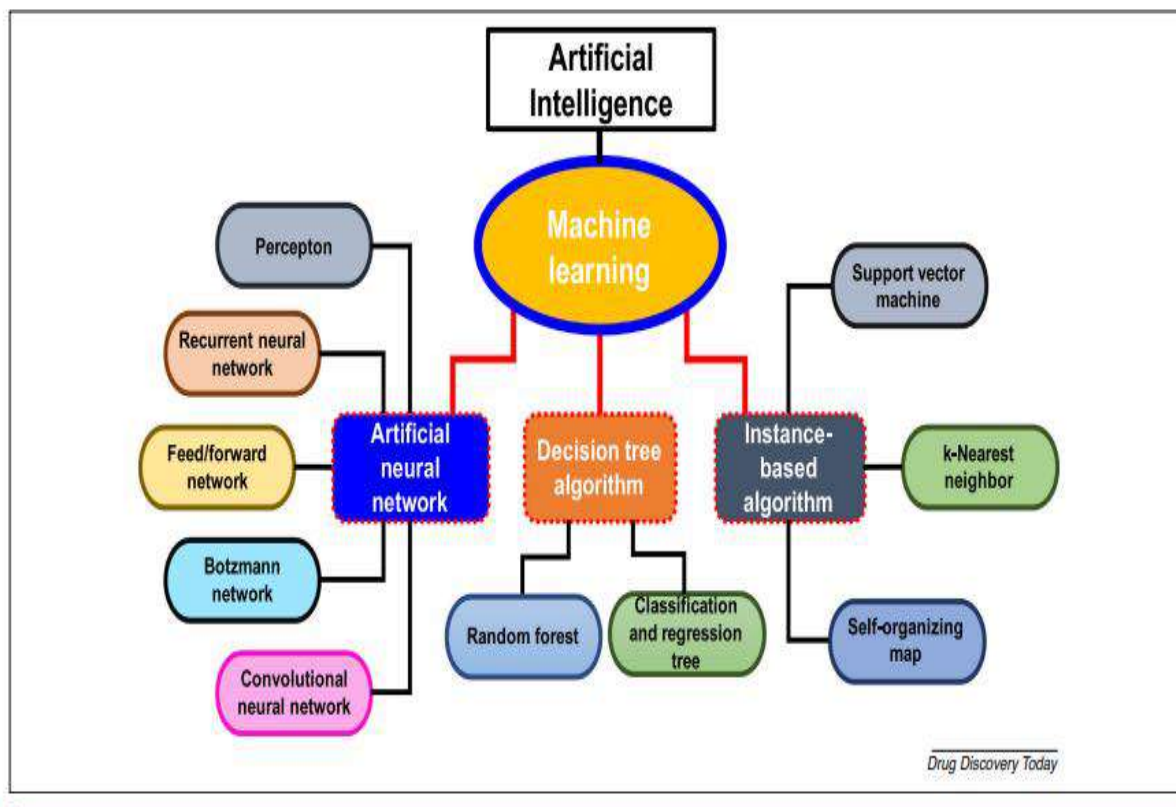 Artificial
Intelligence
Machine
learning
Percepton
Recurrent neural
network
Feed/forward
network
Botzmann
network
Convolutional
neural network
Artificial
neural
network
Decision tree
algorithm
Random forest
Classification
and regression
tree
Instance-
based
algorithm
Support vector
machine
k-Nearest
neighbor
Self-organizing
map
Drug Discovery Today